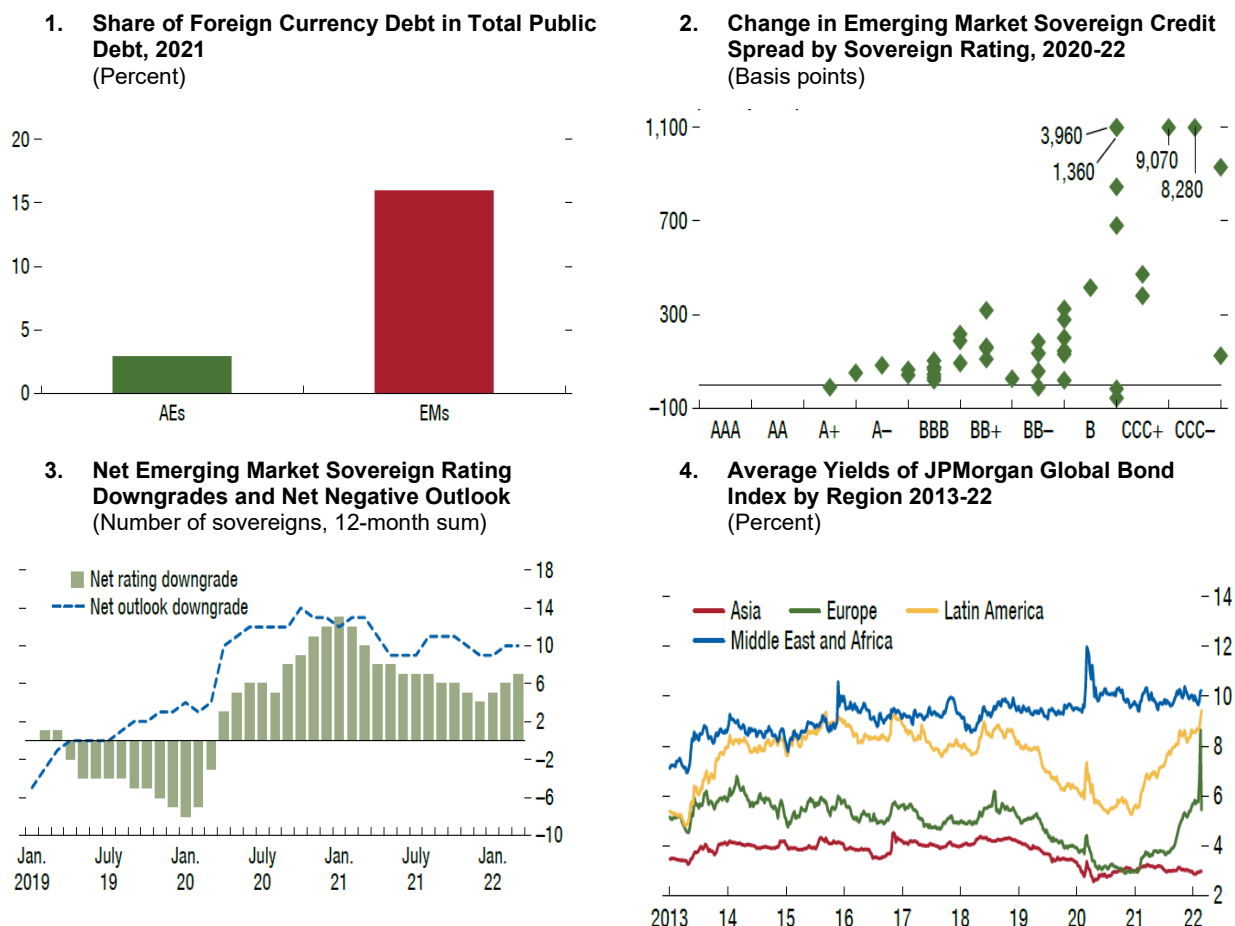 1. Share of Foreign Currency Debt in Total Public
Debt, 2021
(Percent)
20
15
10
5
0
AEs
EMs
2. Change in Emerging Market Sovereign Credit
Spread by Sovereign Rating, 2020-22
(Basis points)
1,100
700
300
–100
3,960
1,360
9,070
8,280
AAA AA A+ A– BBB BB+ BB– B CCC+ CCC–
3. Net Emerging Market Sovereign Rating
Downgrades and Net Negative Outlook
(Number of sovereigns, 12-month sum)
Net rating downgrade
Net outlook downgrade
18
14
10
6
2
–2
–6
–10
Jan. July Jan. July Jan. July Jan.
2019 19 20 20 21 21 22
4. Average Yields of JPMorgan Global Bond
Index by Region 2013-22
(Percent)
Asia Europe Latin America
Middle East and Africa
14
12
10
8
6
4
2
2013 14 15 16 17 18 19 20 21 22